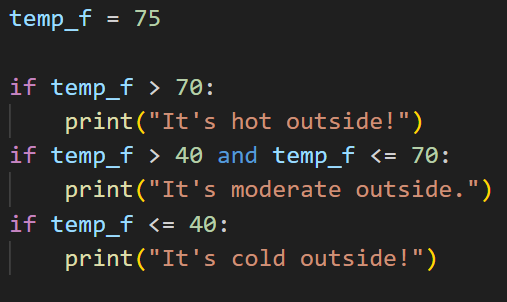 temp_f = 75
if temp_f > 70:
    print("It's hot outside!")
if temp_f > 40 and temp_f <= 70:
    print("It's moderate outside.")
if temp_f <= 40:
    print("It's cold outside!")